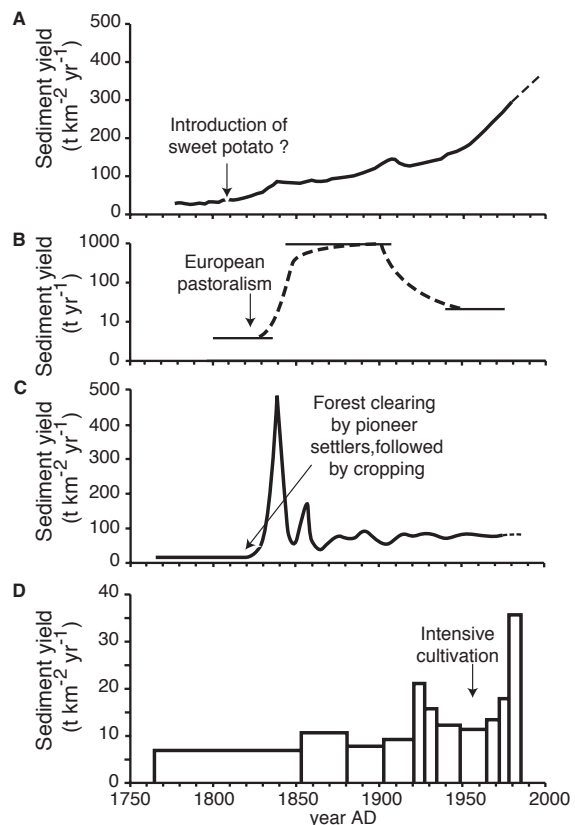 A
Sediment yield
(t km⁻² yr⁻¹)
500
400
300
200
100
0
Introduction of
sweet potato ?
B
Sediment yield
(t yr⁻¹)
1000
100
10
0
European
pastoralism
C
Sediment yield
(t km⁻² yr⁻¹)
500
400
300
200
100
0
Forest clearing
by pioneer
settlers,followed
by cropping
D
Sediment yield
(t km⁻² yr⁻¹)
40
30
20
10
0
Intensive
cultivation
1750 1800 1850 1900 1950 2000
year AD